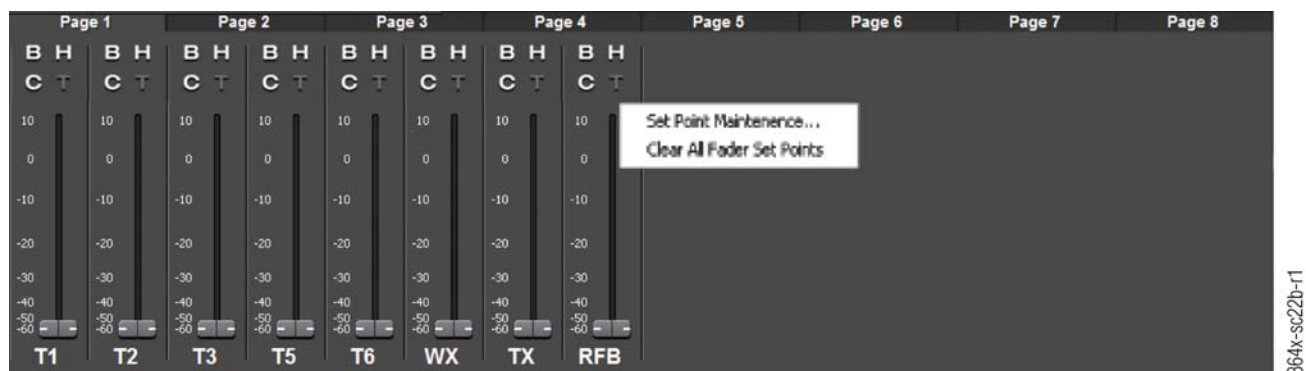 Page 1 Page 2 Page 3 Page 4 Page 5 Page 6 Page 7 Page 8
B H B H B H B H B H B H B H B H
C T C T C T C T C T C T C T C T
Set Point Maintenence...
Clear All Fader Set Points
10 10 10 10 10 10 10 10
0 0 0 0 0 0 0 0
-10 -10 -10 -10 -10 -10 -10 -10
-20 -20 -20 -20 -20 -20 -20 -20
-30 -30 -30 -30 -30 -30 -30 -30
-40 -40 -40 -40 -40 -40 -40 -40
-50 -50 -50 -50 -50 -50 -50 -50
-60 -60 -60 -60 -60 -60 -60 -60
T1 T2 T3 T5 T6 WX TX RFB
864x-sc22b-r1